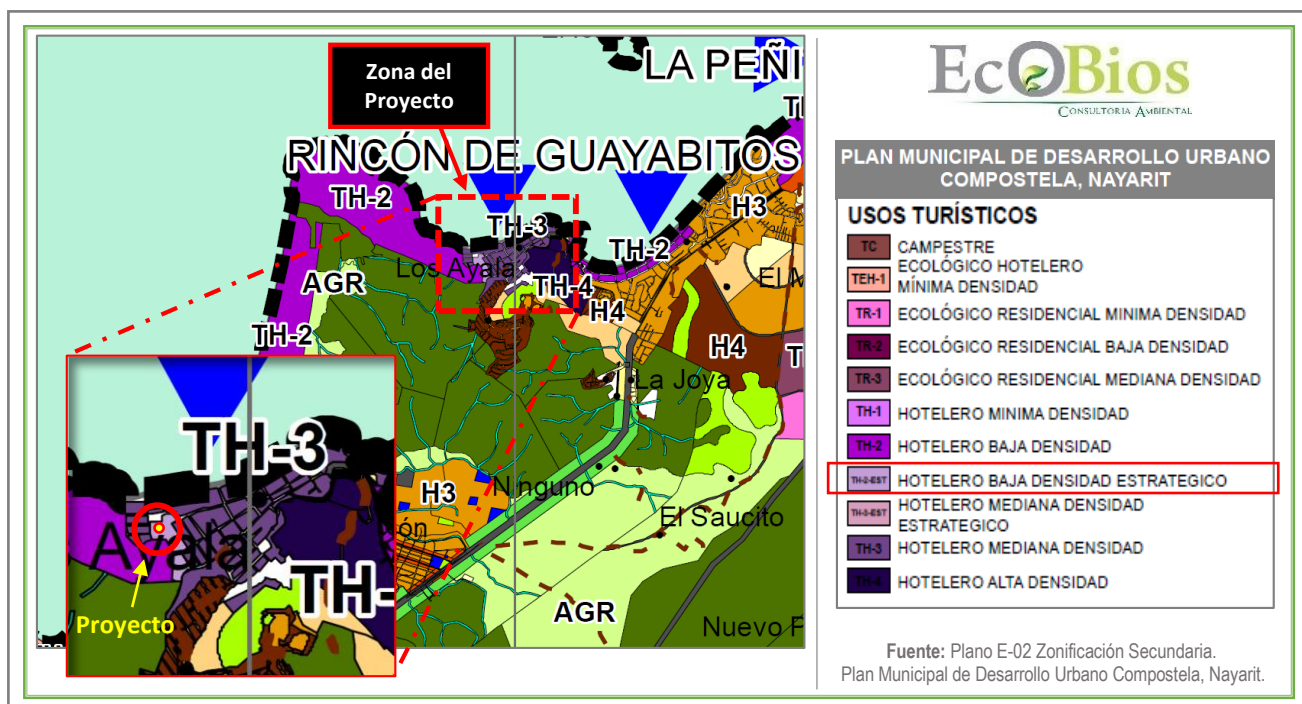 Zona del
Proyecto
LA PEÑI
RINCÓN DE GUAYABITOS
TH-2
TH-3
H3
TH-2
Los Ayala
AGR
TH-4
H4
TH-2
H4
La Joya
H3
Ninguno
ón
El Saucito
AGR
Nuevo P
TH-3
Ayala
TH-
Proyecto
EcoBios
CONSULTORIA AMBIENTAL
PLAN MUNICIPAL DE DESARROLLO URBANO
COMPOSTELA, NAYARIT
USOS TURÍSTICOS
TC CAMPESTRE
TEH-1 ECOLÓGICO HOTELERO
MÍNIMA DENSIDAD
TR-1 ECOLÓGICO RESIDENCIAL MINIMA DENSIDAD
TR-2 ECOLÓGICO RESIDENCIAL BAJA DENSIDAD
TR-3 ECOLÓGICO RESIDENCIAL MEDIANA DENSIDAD
TH-1 HOTELERO MINIMA DENSIDAD
TH-2 HOTELERO BAJA DENSIDAD
TH-2-EST HOTELERO BAJA DENSIDAD ESTRATEGICO
TH-3-EST HOTELERO MEDIANA DENSIDAD
ESTRATEGICO
TH-3 HOTELERO MEDIANA DENSIDAD
TH-4 HOTELERO ALTA DENSIDAD
Fuente: Plano E-02 Zonificación Secundaria.
Plan Municipal de Desarrollo Urbano Compostela, Nayarit.